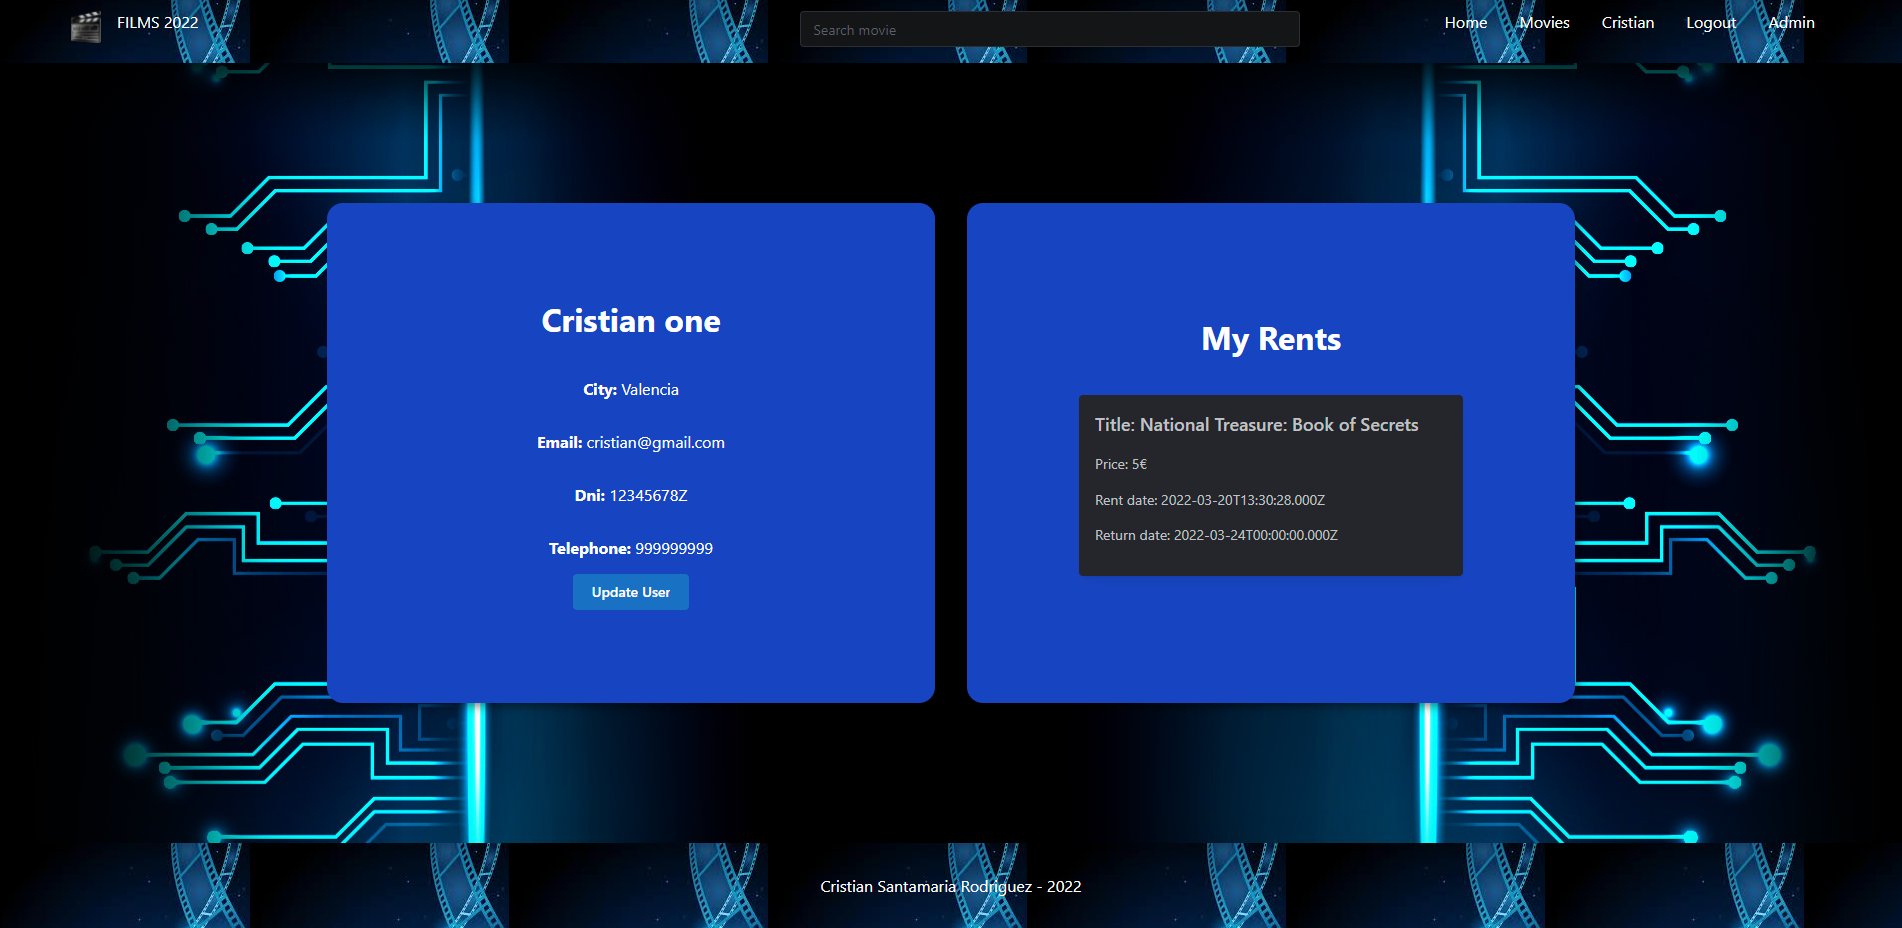 FILMS 2022
Search movie
Home Movies Cristian Logout Admin
Cristian one
City: Valencia
Email: cristian@gmail.com
Dni: 12345678Z
Telephone: 999999999
Update User
My Rents
Title: National Treasure: Book of Secrets
Price: 5€
Rent date: 2022-03-20T13:30:28.000Z
Return date: 2022-03-24T00:00:00.000Z
Cristian Santamaria Rodriguez - 2022